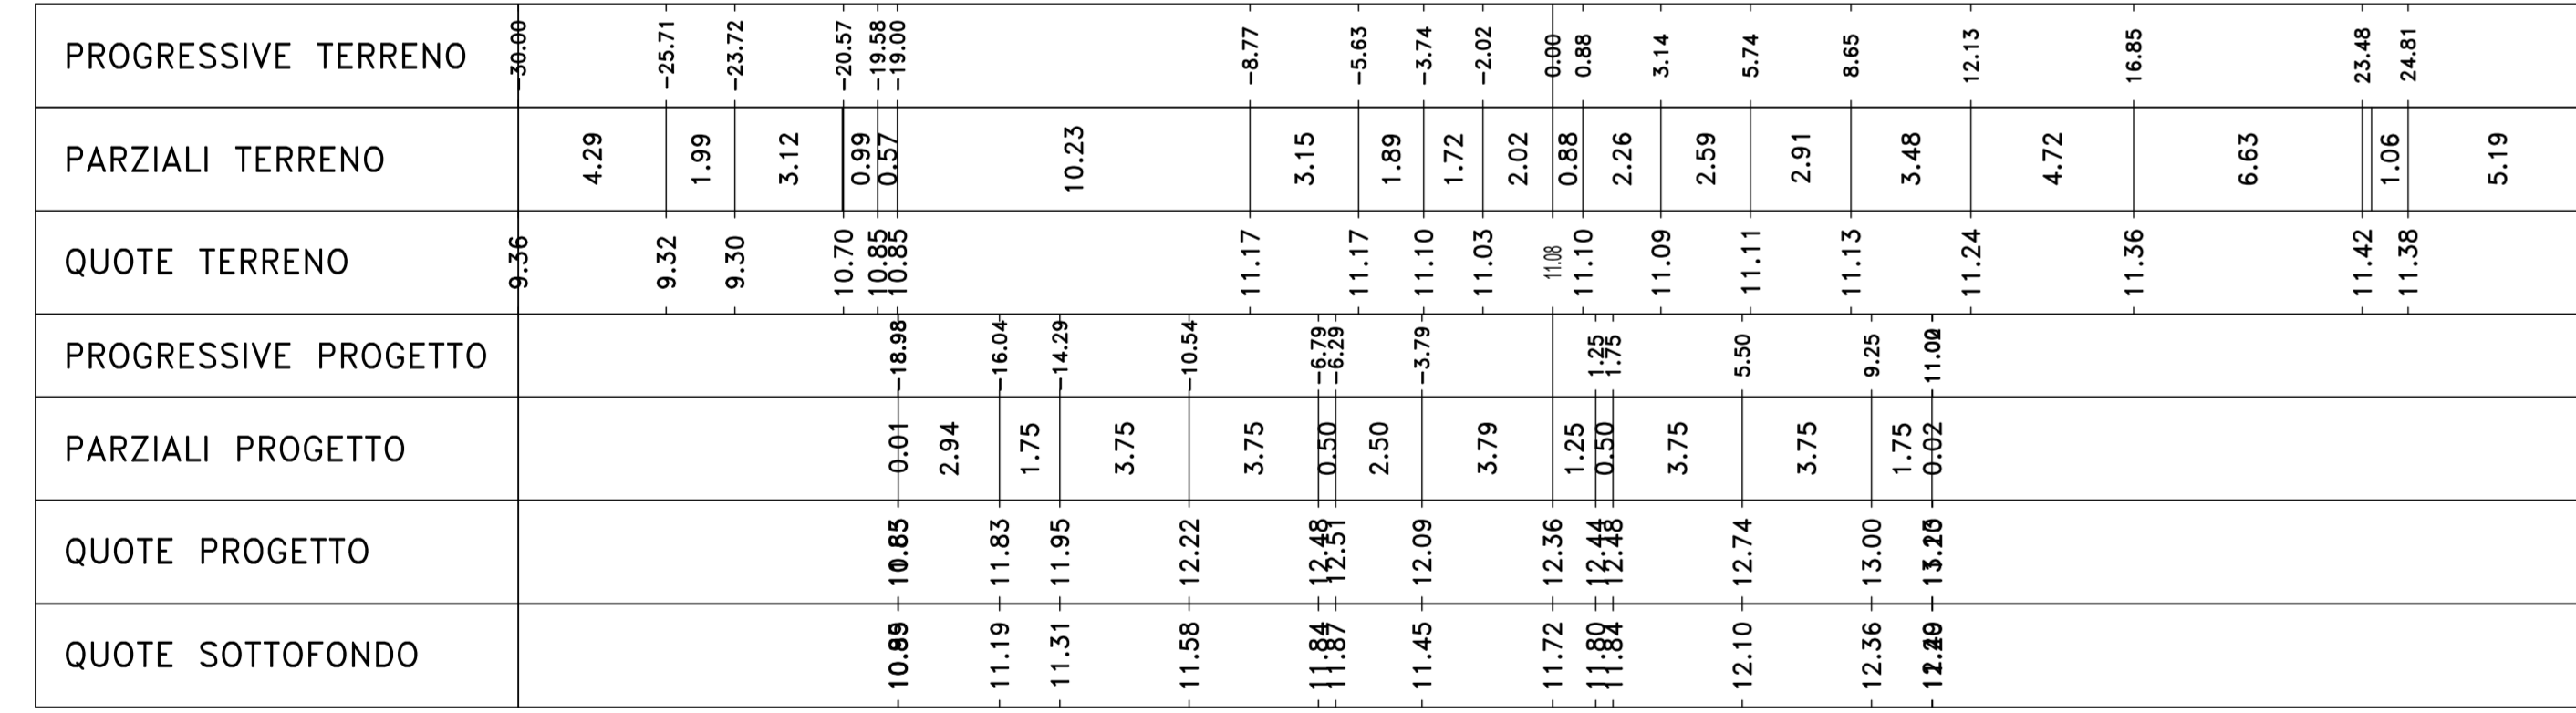 PROGRESSIVE TERRENO -30.00 -25.71 -23.72 -20.57 -19.58 -19.00 -8.77 -5.63 -3.74 -2.02 0.00 0.88 3.14 5.74 8.65 12.13 16.85 23.48 24.81
PARZIALI TERRENO 4.29 1.99 3.12 0.99 0.57 10.23 3.15 1.89 1.72 2.02 0.88 2.26 2.59 2.91 3.48 4.72 6.63 1.06 5.19
QUOTE TERRENO 9.36 9.32 9.30 10.70 10.85 10.85 11.17 11.17 11.10 11.03 11.08 11.10 11.09 11.11 11.13 11.24 11.36 11.42 11.38
PROGRESSIVE PROGETTO -18.98 -16.04 -14.29 -10.54 -6.79 -6.29 -3.79 1.25 1.75 5.50 9.25
PARZIALI PROGETTO 0.01 2.94 1.75 3.75 3.75 0.50 2.50 3.79 1.25 0.50 3.75 3.75 1.75 0.02
QUOTE PROGETTO 11.83 11.95 12.22 12.48 12.51 12.09 12.36 12.44 12.48 12.74 13.00
QUOTE SOTTOFONDO 11.19 11.31 11.58 11.84 11.87 11.45 11.72 11.80 11.84 12.10 12.36